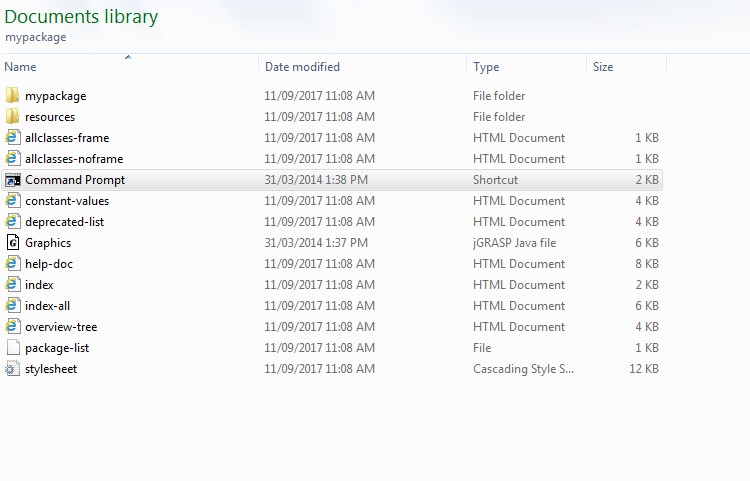 Documents library
mypackage
Name Date modified Type Size
mypackage 11/09/2017 11:08 AM File folder
resources 11/09/2017 11:08 AM File folder
allclasses-frame 11/09/2017 11:08 AM HTML Document 1 KB
allclasses-noframe 11/09/2017 11:08 AM HTML Document 1 KB
Command Prompt 31/03/2014 1:38 PM Shortcut 2 KB
constant-values 11/09/2017 11:08 AM HTML Document 4 KB
deprecated-list 11/09/2017 11:08 AM HTML Document 4 KB
Graphics 31/03/2014 1:37 PM jGRASP Java file 6 KB
help-doc 11/09/2017 11:08 AM HTML Document 8 KB
index 11/09/2017 11:08 AM HTML Document 2 KB
index-all 11/09/2017 11:08 AM HTML Document 6 KB
overview-tree 11/09/2017 11:08 AM HTML Document 4 KB
package-list 11/09/2017 11:08 AM File 1 KB
stylesheet 11/09/2017 11:08 AM Cascading Style S... 12 KB